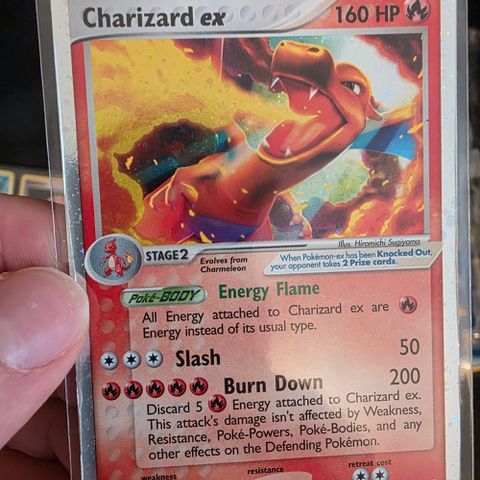 Charizard ex 160 HP
Illus. Hiromichi Sugiyama
STAGE2 Evolves from Charmeleon
When Pokémon-ex has been Knocked Out, your opponent takes 2 Prize cards.
Poké-BODY Energy Flame
All Energy attached to Charizard ex are
Energy instead of its usual type.
Slash 50
Burn Down 200
Discard 5 Energy attached to Charizard ex.
This attack's damage isn't affected by Weakness,
Resistance, Poké-Powers, Poké-Bodies, and any
other effects on the Defending Pokémon.
weakness resistance retreat cost